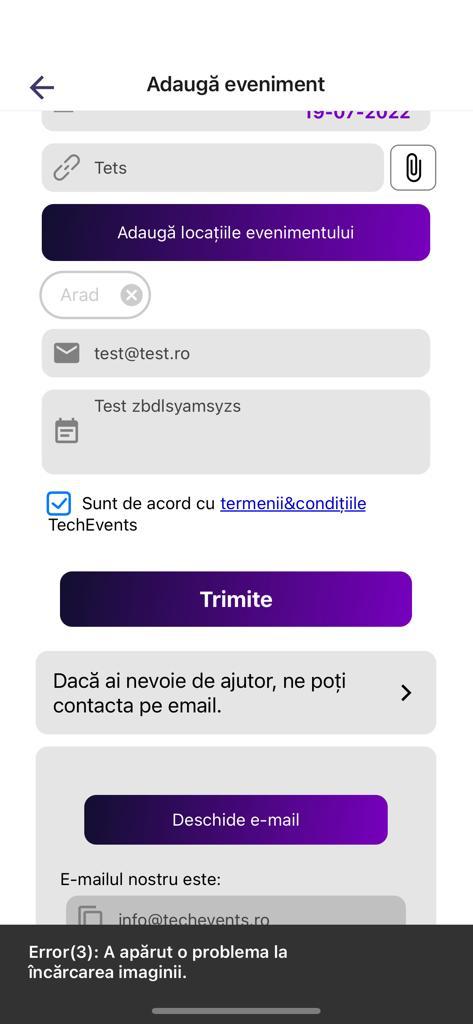 Adaugă eveniment
19-07-2022
Tets
Adaugă locațiile evenimentului
Arad
test@test.ro
Test zbdlsyamsyzs
Sunt de acord cu termenii&condițiile
TechEvents
Trimite
Dacă ai nevoie de ajutor, ne poți
contacta pe email.
Deschide e-mail
E-mailul nostru este:
info@techevents.ro
Error(3): A apărut o problema la
încărcarea imaginii.